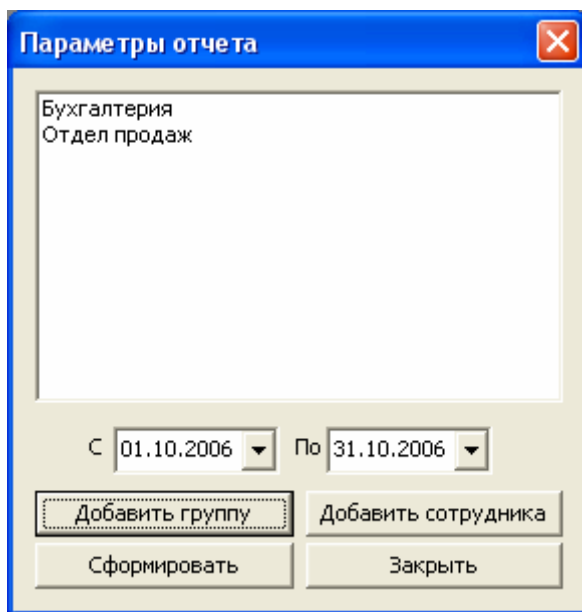 Параметры отчета
Бухгалтерия
Отдел продаж
С 01.10.2006 По 31.10.2006
Добавить группу Добавить сотрудника
Сформировать Закрыть